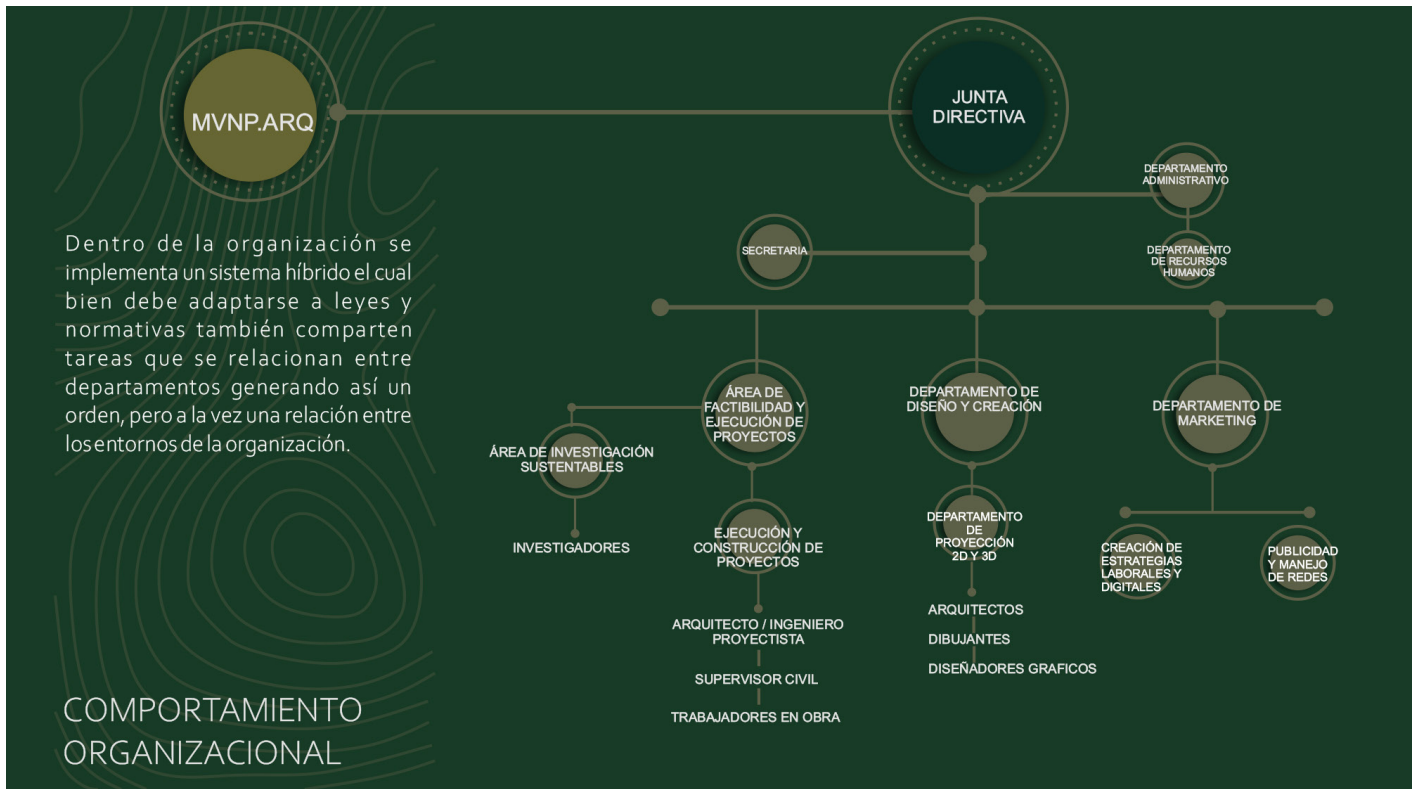 MVNP.ARQ
Dentro de la organización se
implementa un sistema híbrido el cual
bien debe adaptarse a leyes y
normativas también comparten
tareas que se relacionan entre
departamentos generando así un
orden, pero a la vez una relación entre
los entornos de la organización.
COMPORTAMIENTO
ORGANIZACIONAL
JUNTA
DIRECTIVA
DEPARTAMENTO
ADMINISTRATIVO
DEPARTAMENTO
DE RECURSOS
HUMANOS
SECRETARIA
ÁREA DE
FACTIBILIDAD Y
EJECUCIÓN DE
PROYECTOS
ÁREA DE INVESTIGACIÓN
SUSTENTABLES
INVESTIGADORES
EJECUCIÓN Y
CONSTRUCCIÓN DE
PROYECTOS
ARQUITECTO / INGENIERO
PROYECTISTA
SUPERVISOR CIVIL
TRABAJADORES EN OBRA
DEPARTAMENTO DE
DISEÑO Y CREACIÓN
DEPARTAMENTO
DE
PROYECCIÓN
2D Y 3D
ARQUITECTOS
DIBUJANTES
DISEÑADORES GRAFICOS
DEPARTAMENTO DE
MARKETING
CREACIÓN DE
ESTRATEGIAS
LABORALES Y
DIGITALES
PUBLICIDAD
Y MANEJO
DE REDES